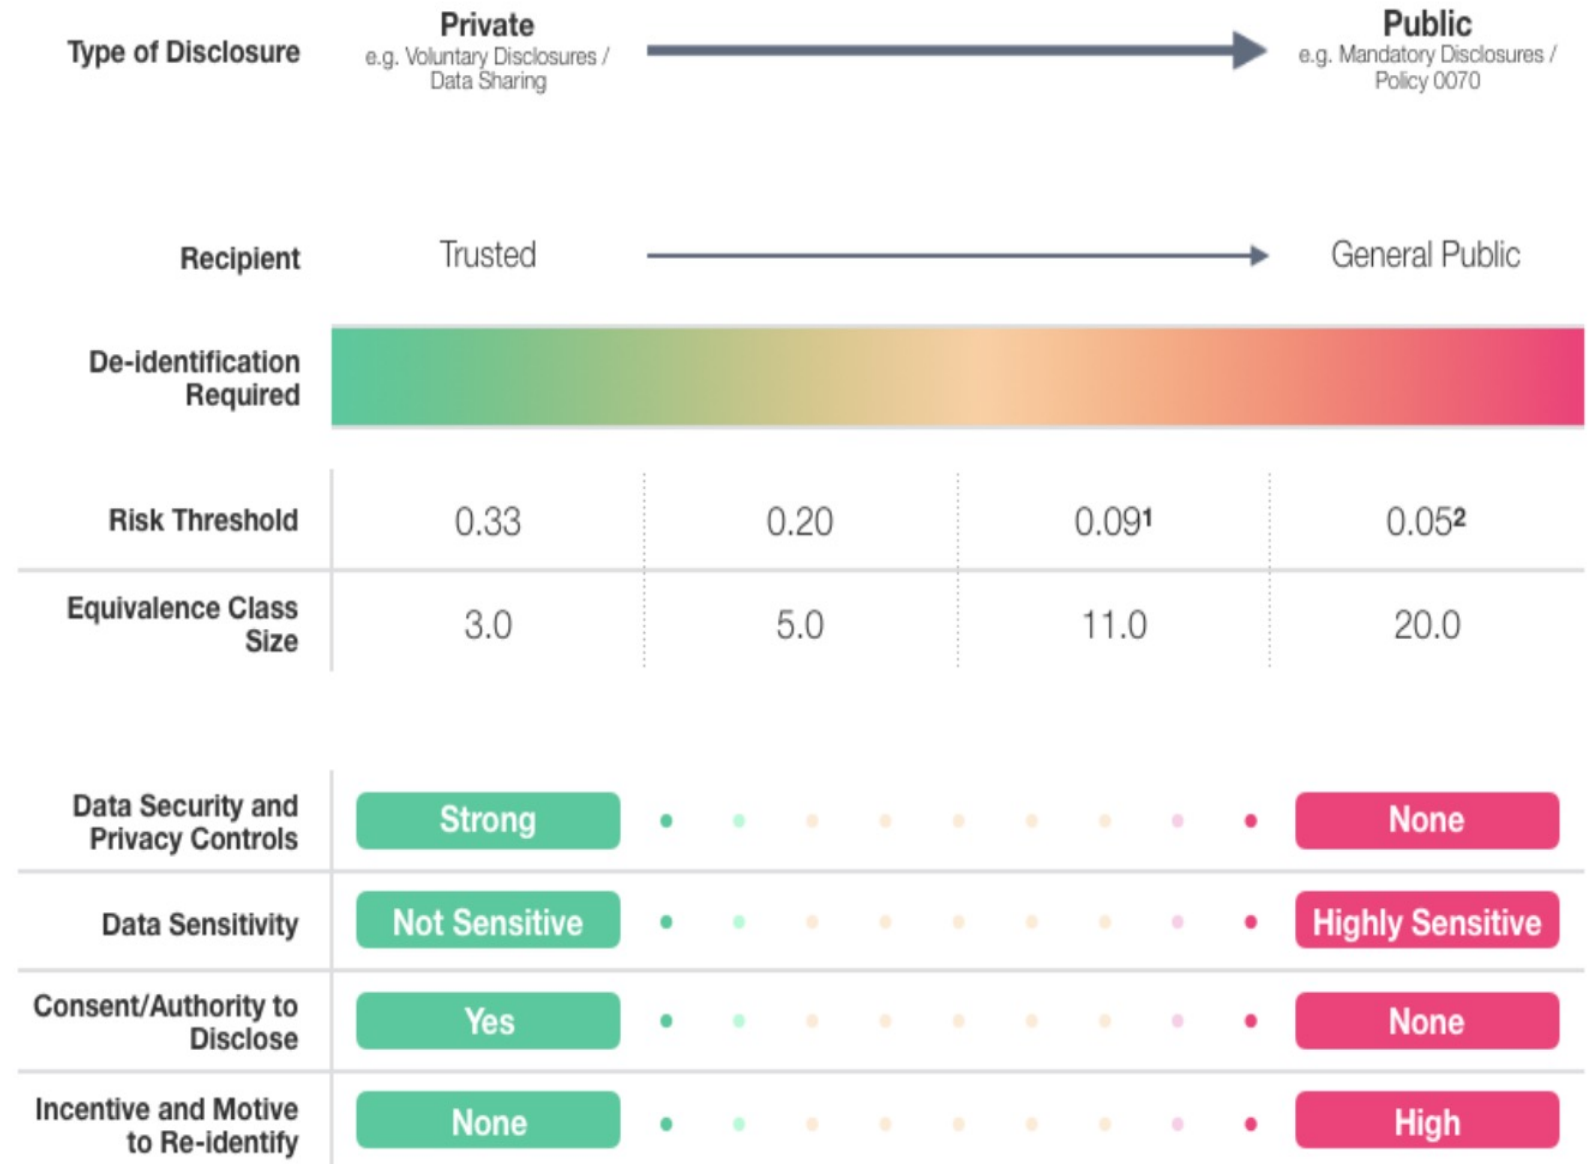 Type of Disclosure
Private
e.g. Voluntary Disclosures /
Data Sharing
Public
e.g. Mandatory Disclosures /
Policy 0070
Recipient
Trusted
General Public
De-identification
Required
Risk Threshold
0.33
0.20
0.09¹
0.05²
Equivalence Class
Size
3.0
5.0
11.0
20.0
Data Security and
Privacy Controls
Strong
None
Data Sensitivity
Not Sensitive
Highly Sensitive
Consent/Authority to
Disclose
Yes
None
Incentive and Motive
to Re-identify
None
High